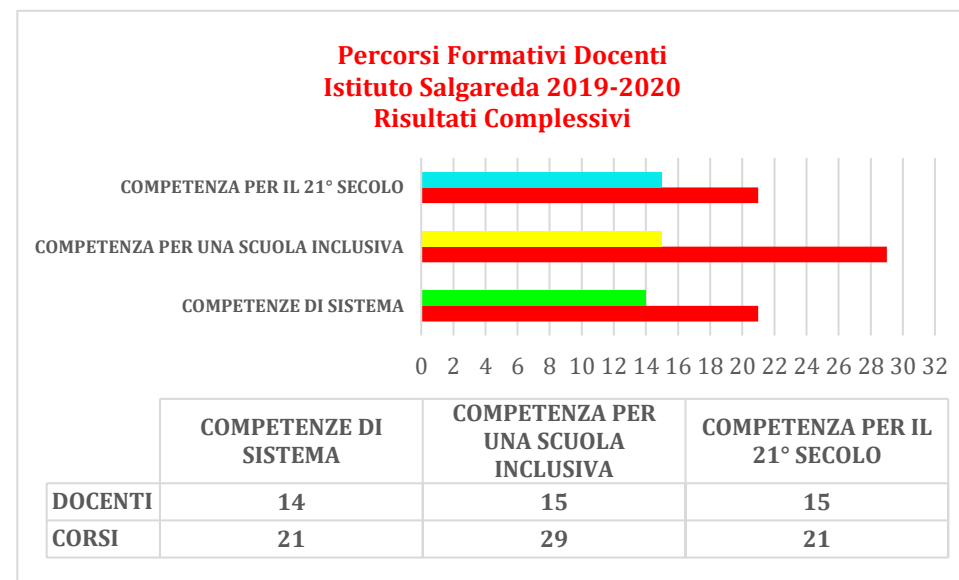 Percorsi Formativi Docenti
Istituto Salgareda 2019-2020
Risultati Complessivi
COMPETENZA PER IL 21° SECOLO
COMPETENZA PER UNA SCUOLA INCLUSIVA
COMPETENZE DI SISTEMA
0 2 4 6 8 10 12 14 16 18 20 22 24 26 28 30 32
COMPETENZE DI
SISTEMA
COMPETENZA PER
UNA SCUOLA
INCLUSIVA
COMPETENZA PER IL
21° SECOLO
DOCENTI 14 15 15
CORSI 21 29 21